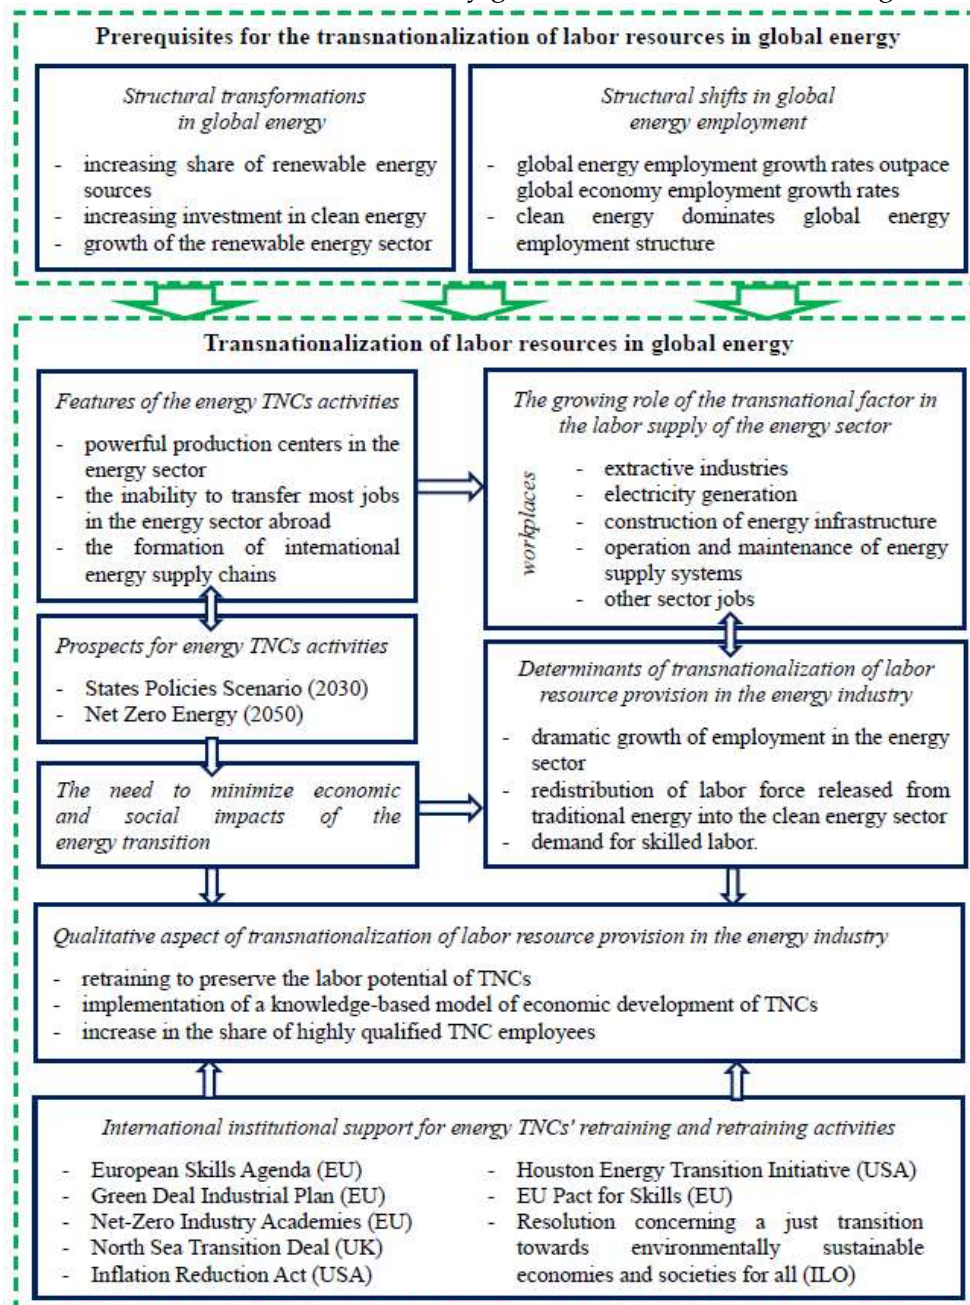 Prerequisites for the transnationalization of labor resources in global energy
Structural transformations
in global energy
- increasing share of renewable energy
sources
- increasing investment in clean energy
- growth of the renewable energy sector
Structural shifts in global
energy employment
- global energy employment growth rates outpace
global economy employment growth rates
- clean energy dominates global energy
employment structure
Transnationalization of labor resources in global energy
Features of the energy TNCs activities
- powerful production centers in the
energy sector
- the inability to transfer most jobs
in the energy sector abroad
- the formation of international
energy supply chains
The growing role of the transnational factor in
the labor supply of the energy sector
workplaces
- extractive industries
- electricity generation
- construction of energy infrastructure
- operation and maintenance of energy
supply systems
- other sector jobs
Prospects for energy TNCs activities
- States Policies Scenario (2030)
- Net Zero Energy (2050)
Determinants of transnationalization of labor
resource provision in the energy industry
- dramatic growth of employment in the energy
sector
- redistribution of labor force released from
traditional energy into the clean energy sector
- demand for skilled labor.
The need to minimize economic
and social impacts of the
energy transition
Qualitative aspect of transnationalization of labor resource provision in the energy industry
- retraining to preserve the labor potential of TNCs
- implementation of a knowledge-based model of economic development of TNCs
- increase in the share of highly qualified TNC employees
International institutional support for energy TNCs' retraining and retraining activities
- European Skills Agenda (EU)
- Green Deal Industrial Plan (EU)
- Net-Zero Industry Academies (EU)
- North Sea Transition Deal (UK)
- Inflation Reduction Act (USA)
- Houston Energy Transition Initiative (USA)
- EU Pact for Skills (EU)
- Resolution concerning a just transition
towards environmentally sustainable
economies and societies for all (ILO)